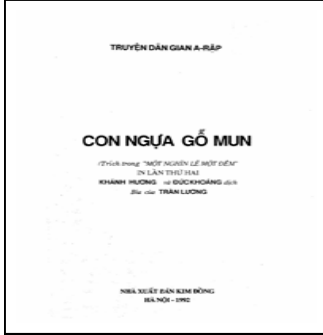 TRUYỆN DÂN GIAN A-RẬP
CON NGỰA GỖ MUN
(Trích trong "MỘT NGHÌN LẺ MỘT ĐÊM"
IN LẦN THỨ HAI
KHÁNH HƯƠNG và ĐỨC KHOÁNG dịch
Bìa của TRẦN LƯƠNG
NHÀ XUẤT BẢN KIM ĐỒNG
HÀ NỘI - 1992